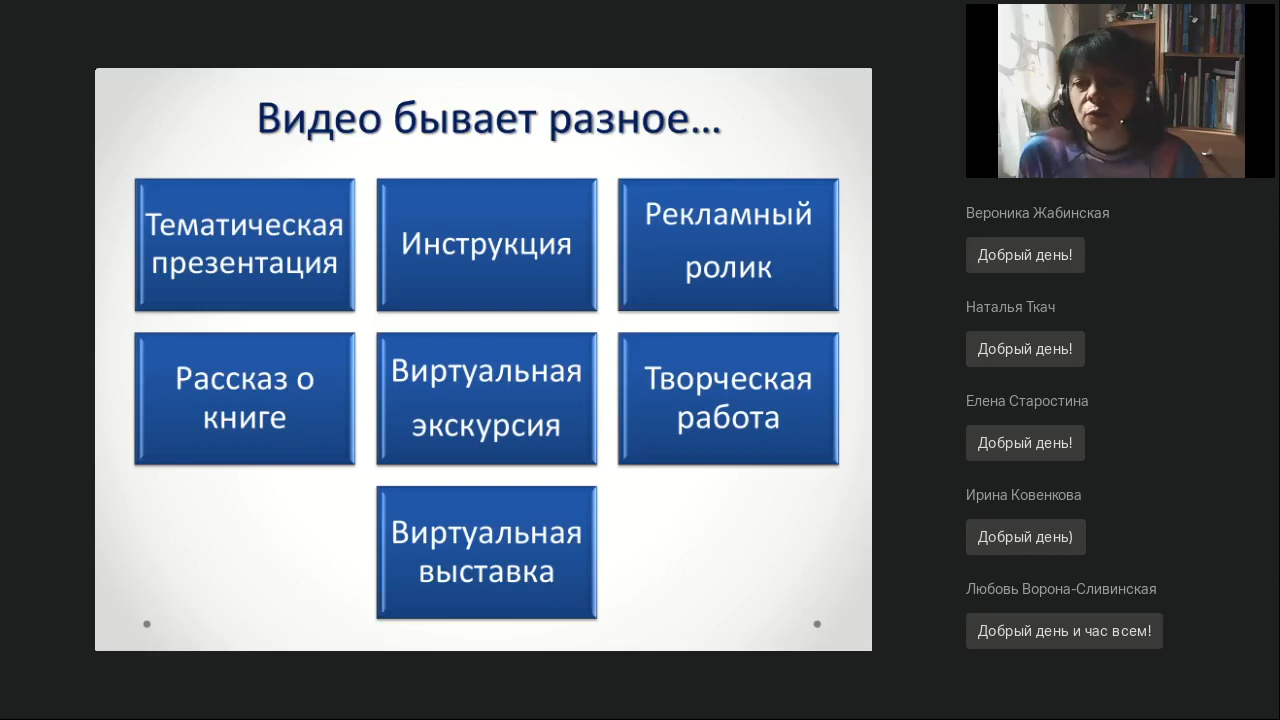 Видео бывает разное...
Тематическая
презентация
Инструкция
Рекламный
ролик
Рассказ о
книге
Виртуальная
экскурсия
Творческая
работа
Виртуальная
выставка
Вероника Жабинская
Добрый день!
Наталья Ткач
Добрый день!
Елена Старостина
Добрый день!
Ирина Ковенкова
Добрый день)
Любовь Ворона-Сливинская
Добрый день и час всем!